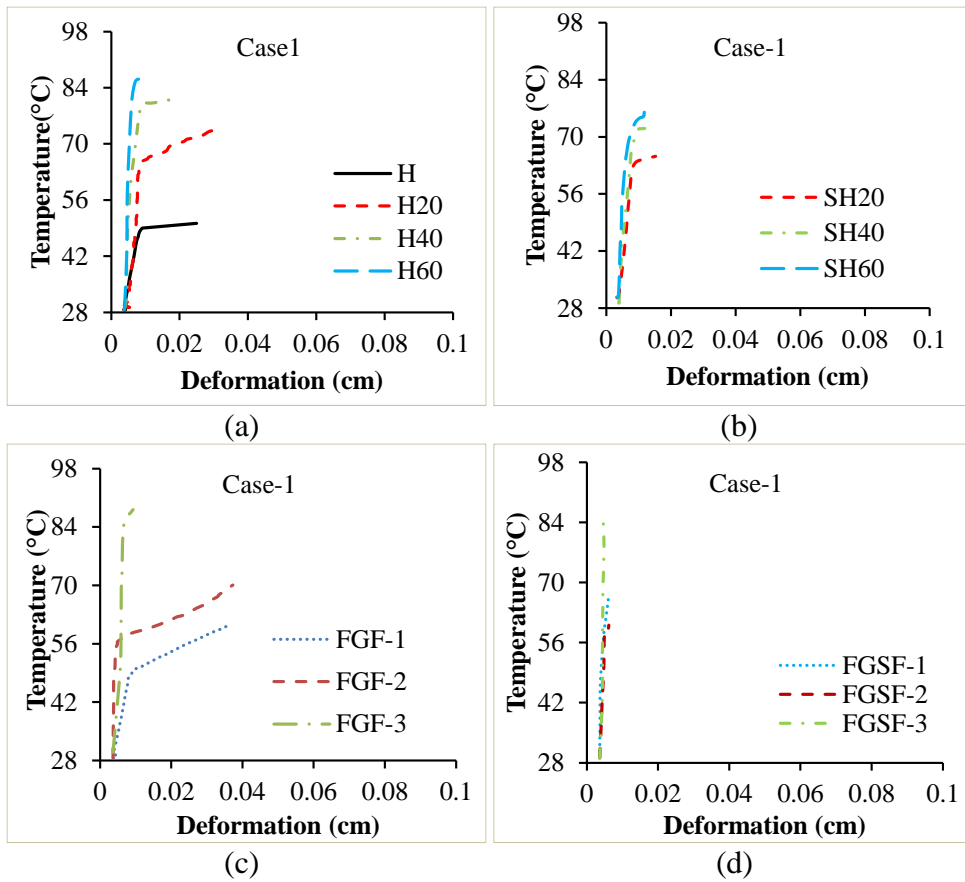 Case1
Temperature(°C)
98
84
70
56
42
28
H
H20
H40
H60
0 0.02 0.04 0.06 0.08 0.1
Deformation (cm)
(a)
Case-1
Temperature (°C)
98
84
70
56
42
28
SH20
SH40
SH60
0 0.02 0.04 0.06 0.08 0.1
Deformation (cm)
(b)
Case-1
Temperature (°C)
98
84
70
56
42
28
FGF-1
FGF-2
FGF-3
0 0.02 0.04 0.06 0.08 0.1
Deformation (cm)
(c)
Case-1
Temperature (°C)
98
84
70
56
42
28
FGSF-1
FGSF-2
FGSF-3
0 0.02 0.04 0.06 0.08 0.1
Deformation (cm)
(d)